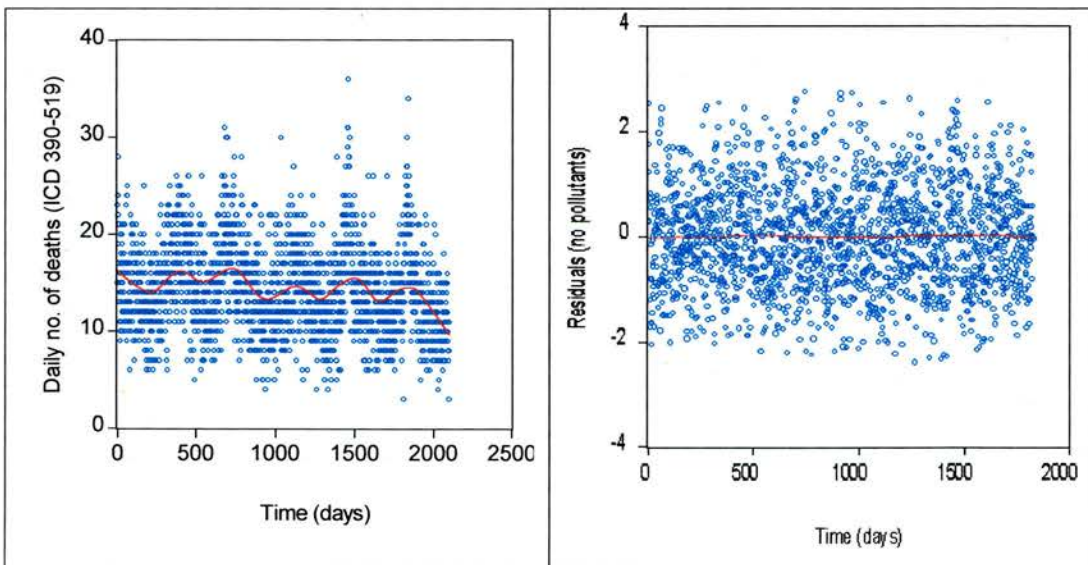 40
30
20
10
0
Daily no. of deaths (ICD 390-519)
0 500 1000 1500 2000 2500
Time (days)
4
2
0
-2
-4
Residuals (no pollutants)
0 500 1000 1500 2000
Time (days)